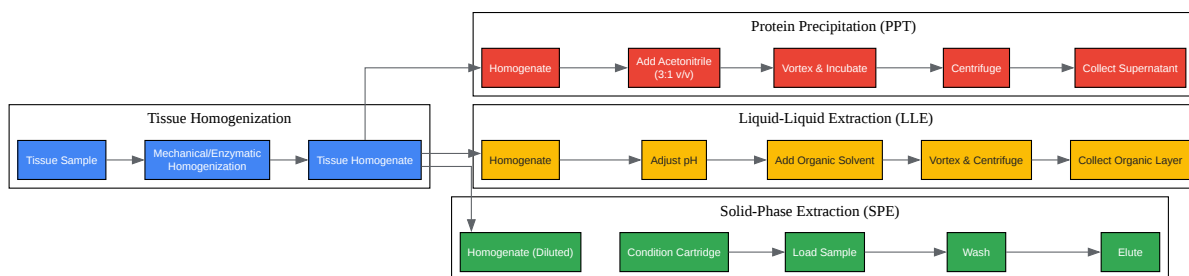 Protein Precipitation (PPT)
Homogenate
Add Acetonitrile
(3:1 v/v)
Vortex & Incubate
Centrifuge
Collect Supernatant
Tissue Homogenization
Tissue Sample
Mechanical/Enzymatic
Homogenization
Tissue Homogenate
Liquid-Liquid Extraction (LLE)
Homogenate
Adjust pH
Add Organic Solvent
Vortex & Centrifuge
Collect Organic Layer
Solid-Phase Extraction (SPE)
Homogenate (Diluted)
Condition Cartridge
Load Sample
Wash
Elute